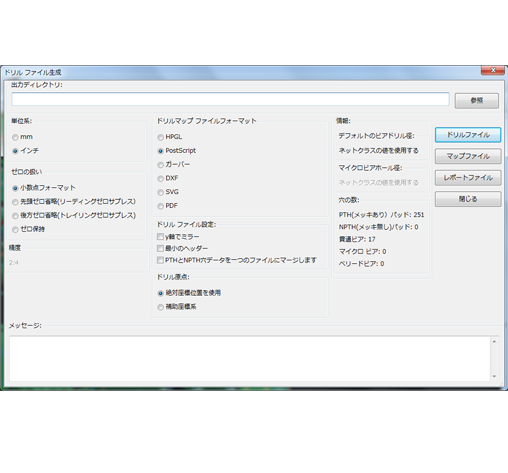 ドリル ファイル生成
出力ディレクトリ:
参照
単位系:
mm
インチ
ゼロの扱い
小数点フォーマット
先頭ゼロ省略(リーディングゼロサプレス)
後方ゼロ省略(トレイリングゼロサプレス)
ゼロ保持
精度
2:4
ドリルマップ ファイルフォーマット
HPGL
PostScript
ガーバー
DXF
SVG
PDF
ドリル ファイル設定:
y軸でミラー
最小のヘッダー
PTHとNPTH穴データを一つのファイルにマージします
ドリル原点:
絶対座標位置を使用
補助座標系
情報:
デフォルトのビアドリル径:
ネットクラスの値を使用する
マイクロビアホール径:
ネットクラスの値を使用する
穴の数:
PTH(メッキあり) パッド: 251
NPTH(メッキ無し)パッド: 0
貫通ビア: 17
マイクロ ビア: 0
ベリードビア: 0
ドリルファイル
マップファイル
レポートファイル
閉じる
メッセージ: